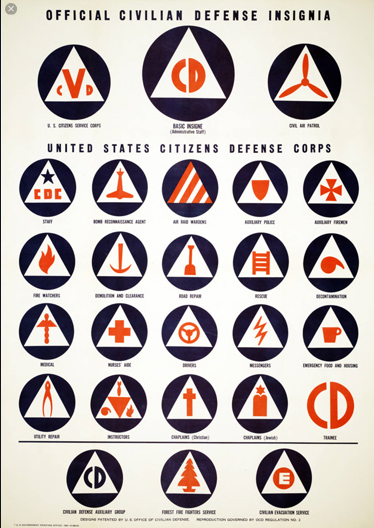 OFFICIAL CIVILIAN DEFENSE INSIGNIA
CVD
CD
U. S. CITIZENS SERVICE CORPS
BASIC INSIGNE
(Administrative Staff)
CIVIL AIR PATROL
UNITED STATES CITIZENS DEFENSE CORPS
CDC
STAFF
BOMB RECONNAISSANCE AGENT
AIR RAID WARDENS
AUXILIARY POLICE
AUXILIARY FIREMEN
FIRE WATCHERS
DEMOLITION AND CLEARANCE
ROAD REPAIR
RESCUE
DECONTAMINATION
MEDICAL
NURSES' AIDE
DRIVERS
MESSENGERS
EMERGENCY FOOD AND HOUSING
CD
UTILITY REPAIR
INSTRUCTORS
CHAPLAINS (Christian)
CHAPLAINS (Jewish)
TRAINEE
CD
E
CIVILIAN DEFENSE AUXILIARY GROUP
FOREST FIRE FIGHTERS SERVICE
CIVILIAN EVACUATION SERVICE
DESIGNS PATENTED BY U. S. OFFICE OF CIVILIAN DEFENSE. REPRODUCTION GOVERNED BY OCD REGULATION NO. 2